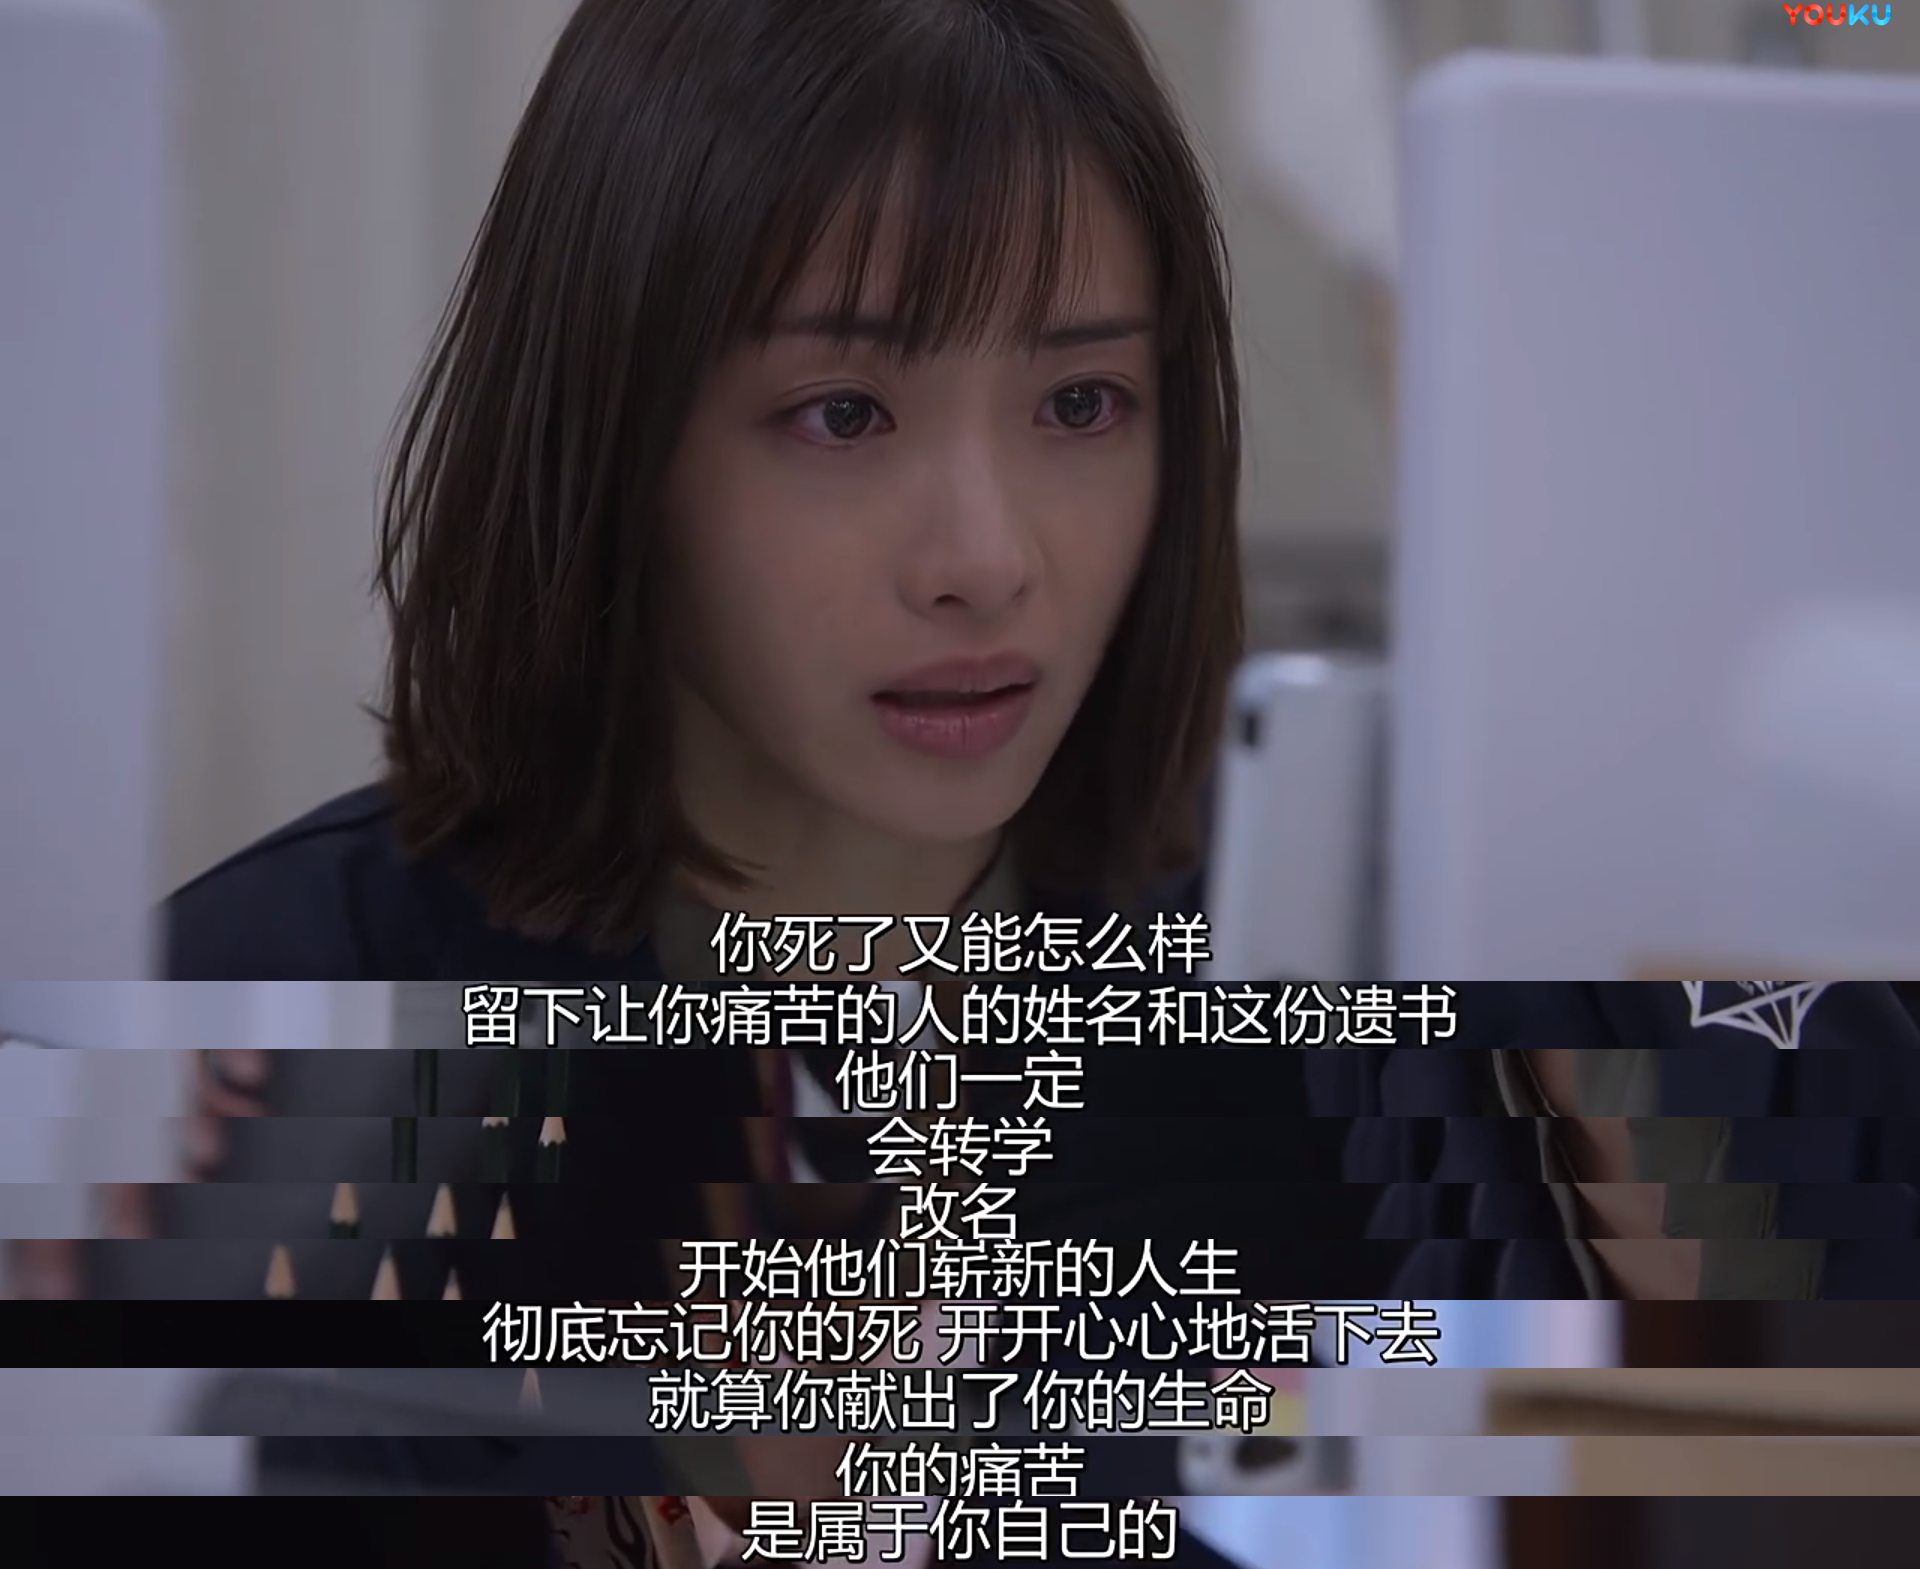 YOUKU
你死了又能怎么样
留下让你痛苦的人的姓名和这份遗书
他们一定
会转学
改名
开始他们崭新的人生
彻底忘记你的死 开开心心地活下去
就算你献出了你的生命
你的痛苦
是属于你自己的